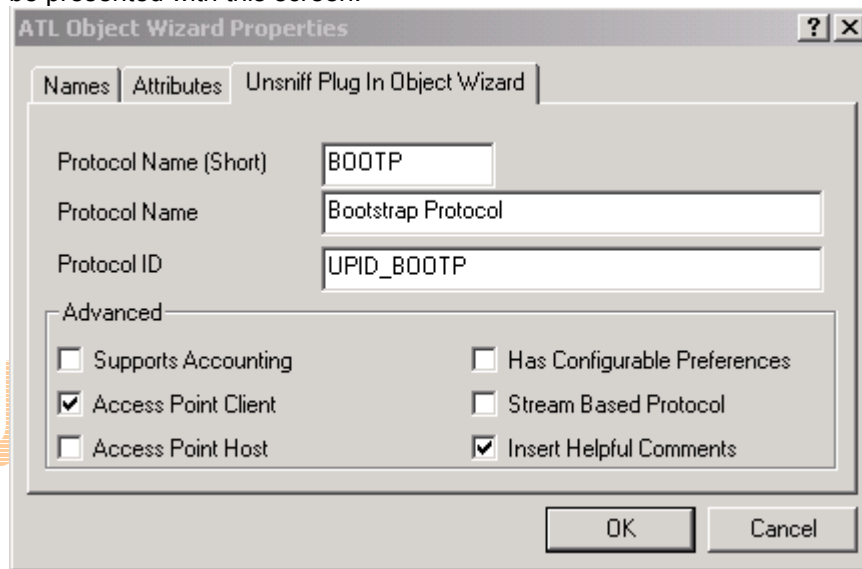 be presented with this screen.
ATL Object Wizard Properties
Names Attributes Unsniff Plug In Object Wizard
Protocol Name (Short) BOOTP
Protocol Name Bootstrap Protocol
Protocol ID UPID_BOOTP
Advanced
Supports Accounting Has Configurable Preferences
Access Point Client Stream Based Protocol
Access Point Host Insert Helpful Comments
OK Cancel